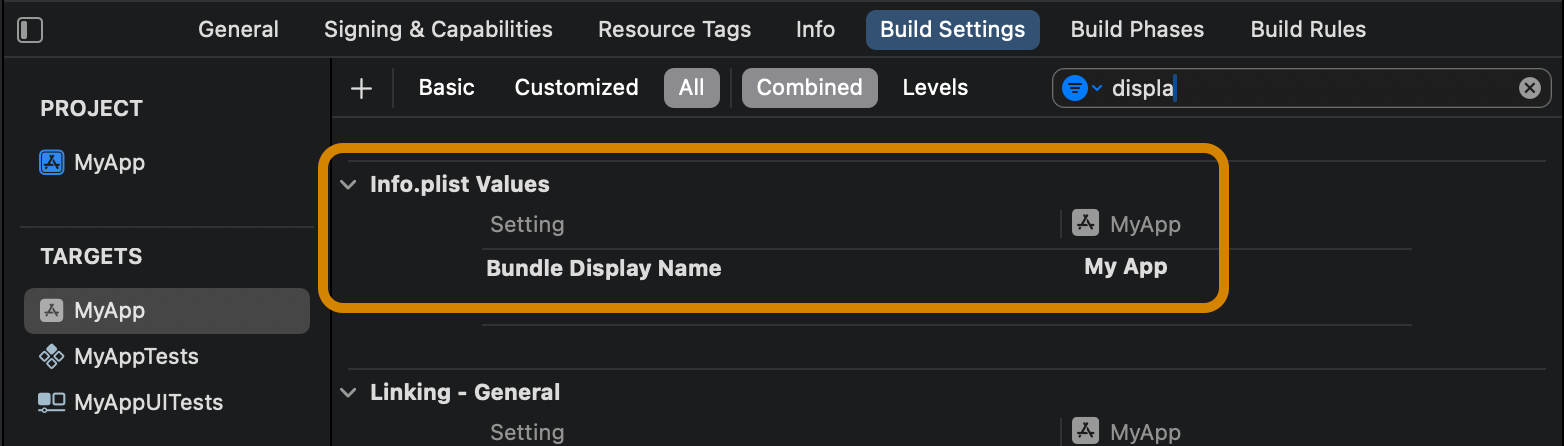 General Signing & Capabilities Resource Tags Info Build Settings Build Phases Build Rules
PROJECT
MyApp
TARGETS
MyApp
MyAppTests
MyAppUITests
+ Basic Customized All Combined Levels displa
Info.plist Values
Setting MyApp
Bundle Display Name My App
Linking - General
Setting MyApp